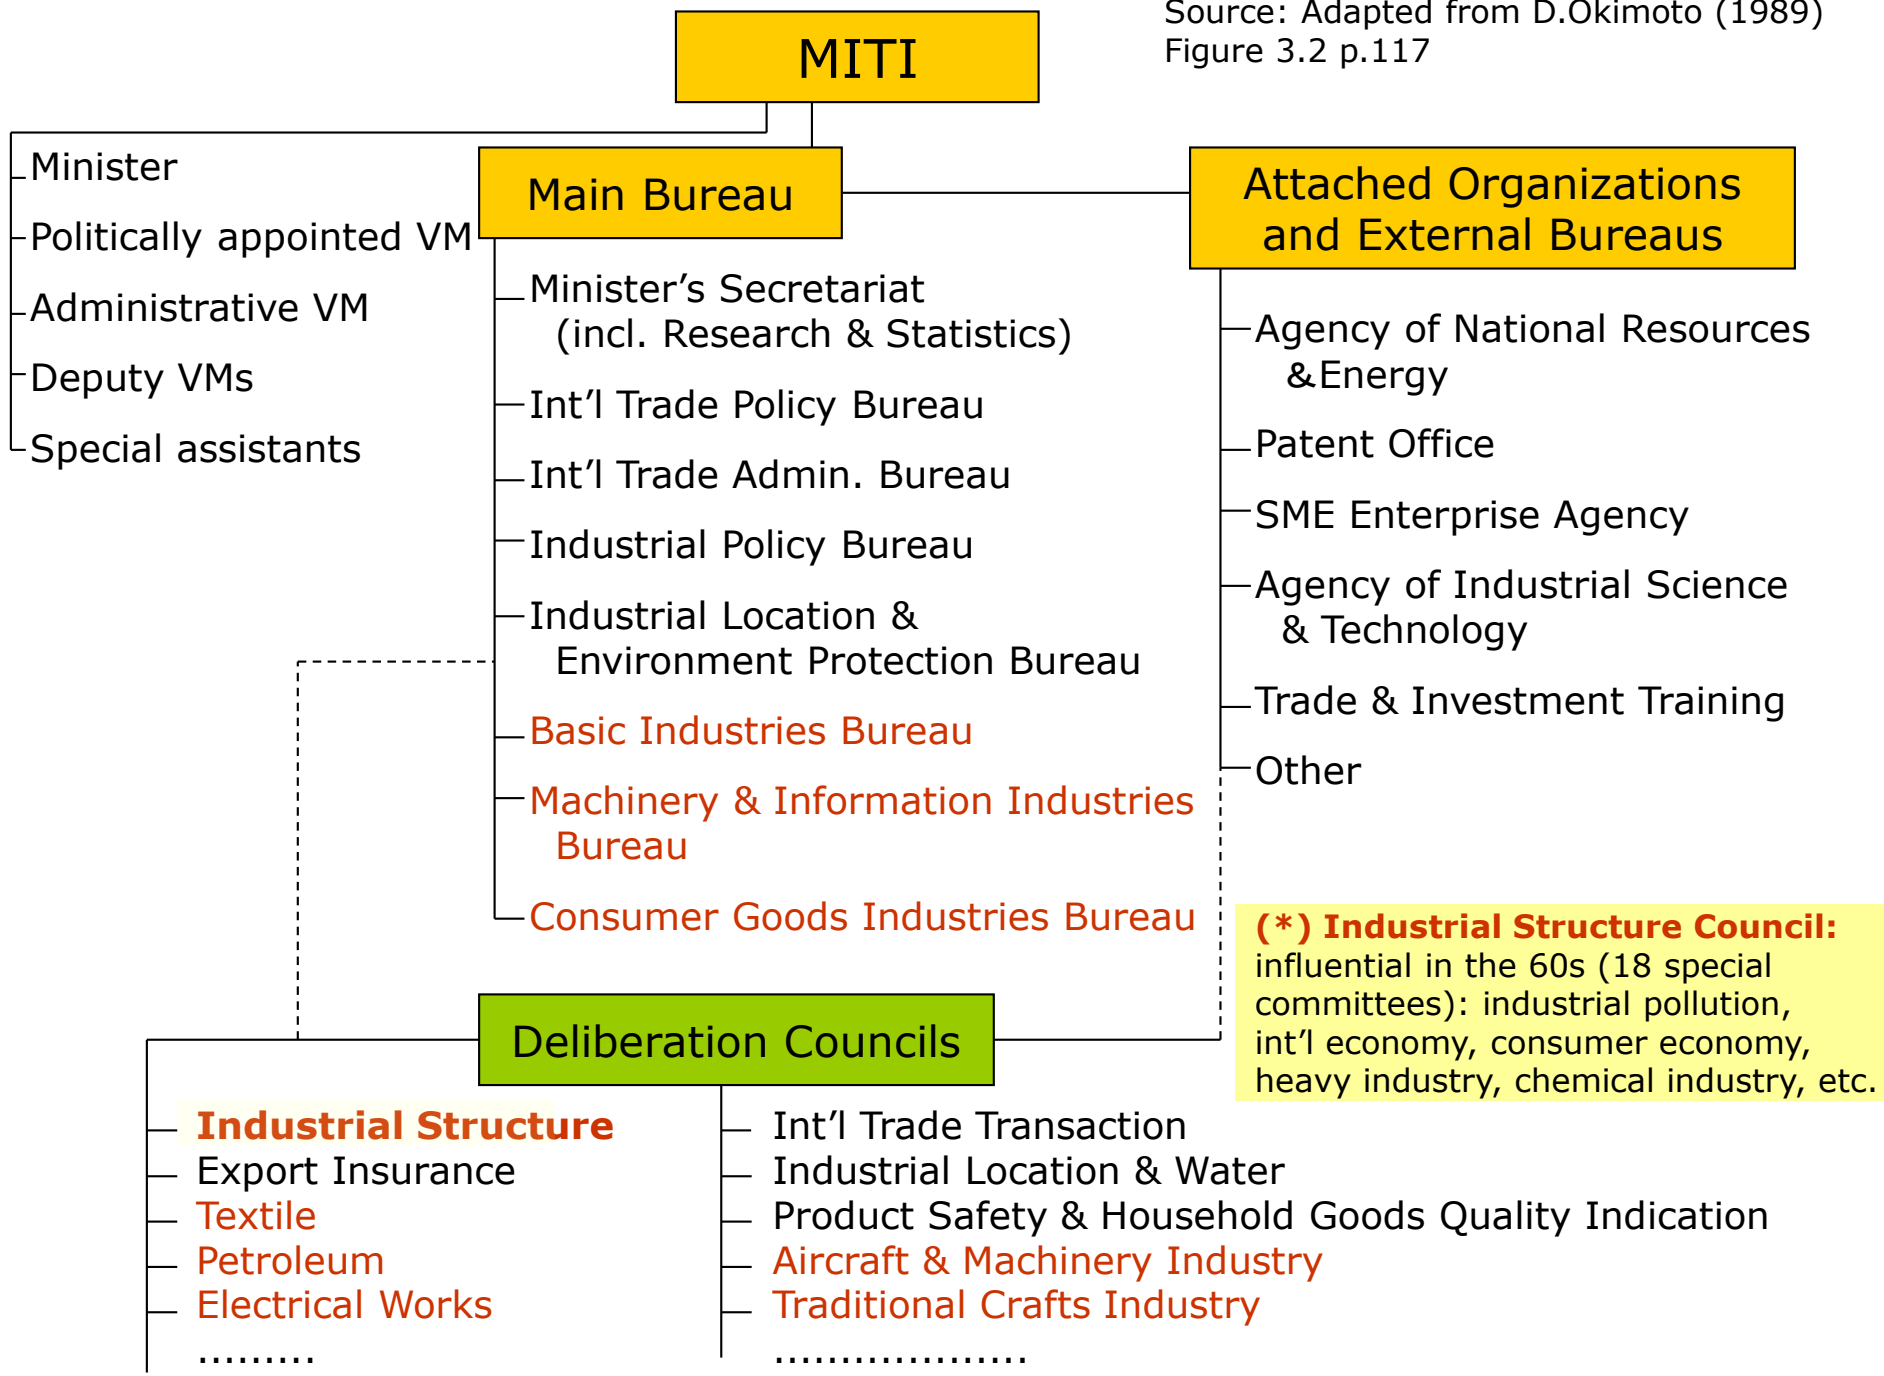 Source: Adapted from D.Okimoto (1989)
Figure 3.2 p.117
MITI
Minister
Politically appointed VM
Administrative VM
Deputy VMs
Special assistants
Main Bureau
Minister’s Secretariat
(incl. Research & Statistics)
Int’l Trade Policy Bureau
Int’l Trade Admin. Bureau
Industrial Policy Bureau
Industrial Location &
Environment Protection Bureau
Basic Industries Bureau
Machinery & Information Industries
Bureau
Consumer Goods Industries Bureau
Attached Organizations
and External Bureaus
Agency of National Resources
&Energy
Patent Office
SME Enterprise Agency
Agency of Industrial Science
& Technology
Trade & Investment Training
Other
(*) Industrial Structure Council:
influential in the 60s (18 special
committees): industrial pollution,
int’l economy, consumer economy,
heavy industry, chemical industry, etc.
Deliberation Councils
Industrial Structure
Export Insurance
Textile
Petroleum
Electrical Works
.........
Int’l Trade Transaction
Industrial Location & Water
Product Safety & Household Goods Quality Indication
Aircraft & Machinery Industry
Traditional Crafts Industry
...................